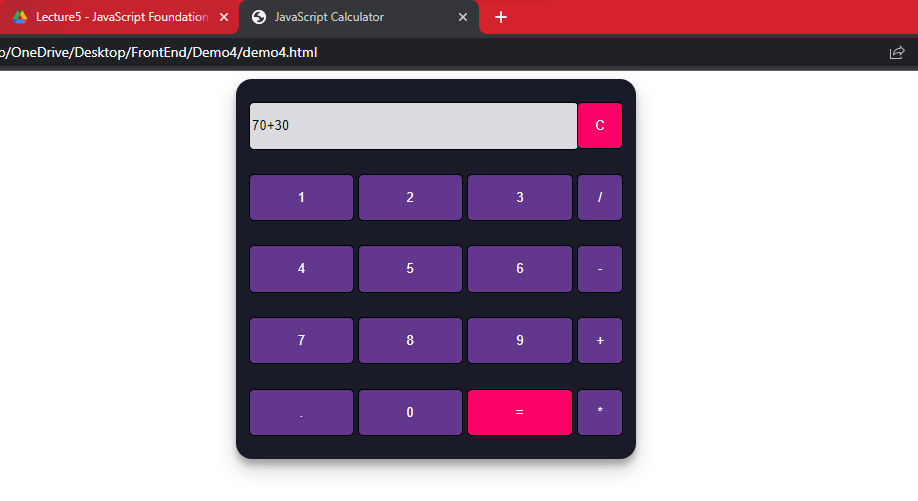 Lecture5 - JavaScript Foundation
JavaScript Calculator
p/OneDrive/Desktop/FrontEnd/Demo4/demo4.html
70+30 C
1 2 3 /
4 5 6 -
7 8 9 +
. 0 = *